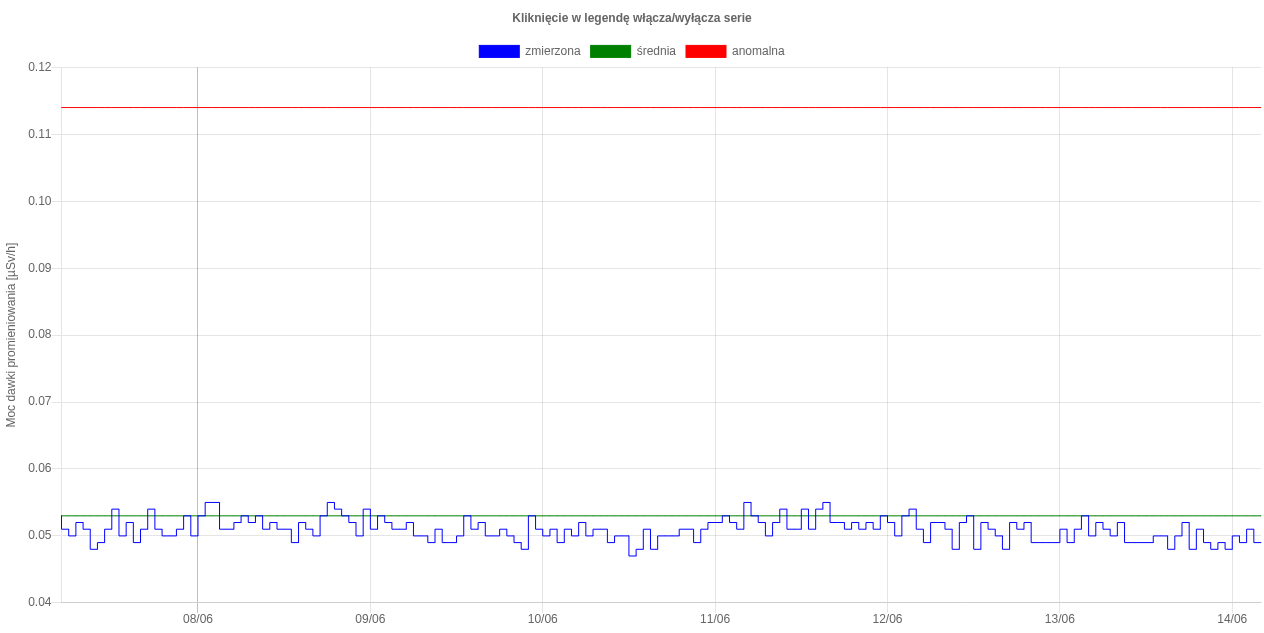 Kliknięcie w legendę włącza/wyłącza serie
zmierzona średnia anomalna
Moc dawki promieniowania [µSv/h]
0.12
0.11
0.10
0.09
0.08
0.07
0.06
0.05
0.04
08/06 09/06 10/06 11/06 12/06 13/06 14/06